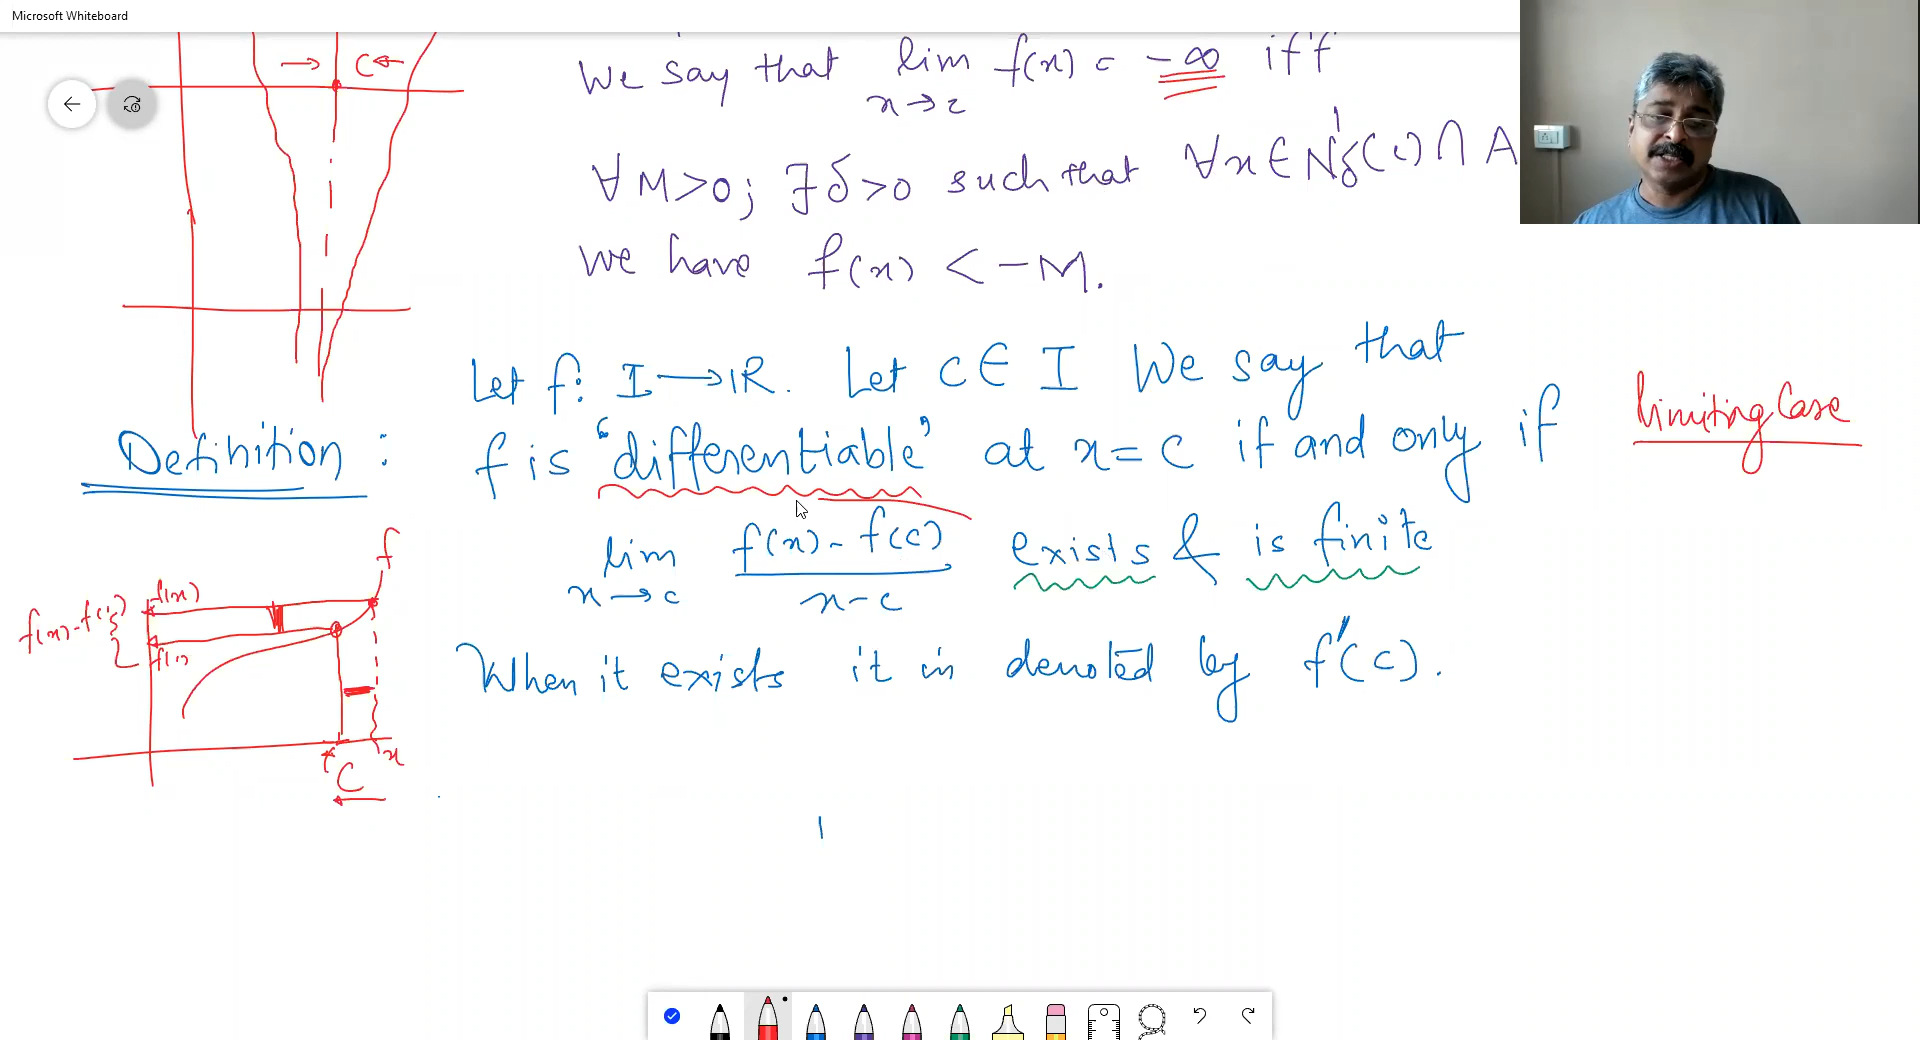 Microsoft Whiteboard
We say that lim f(x) = -∞ iff
x→c
∀ M>0; ∃ δ>0 such that ∀x ∈ N'δ(c) ∩ A
we have f(x) < -M.
C
Let f: I → IR. Let c ∈ I We say that
Definition : f is "differentiable" at x = c if and only if
limiting Case
lim f(x) - f(c) exists & is finite
x→c x-c
When it exists it is denoted by f'(c).
f
f(x)
f(x)-f(c)
f(c)
C x